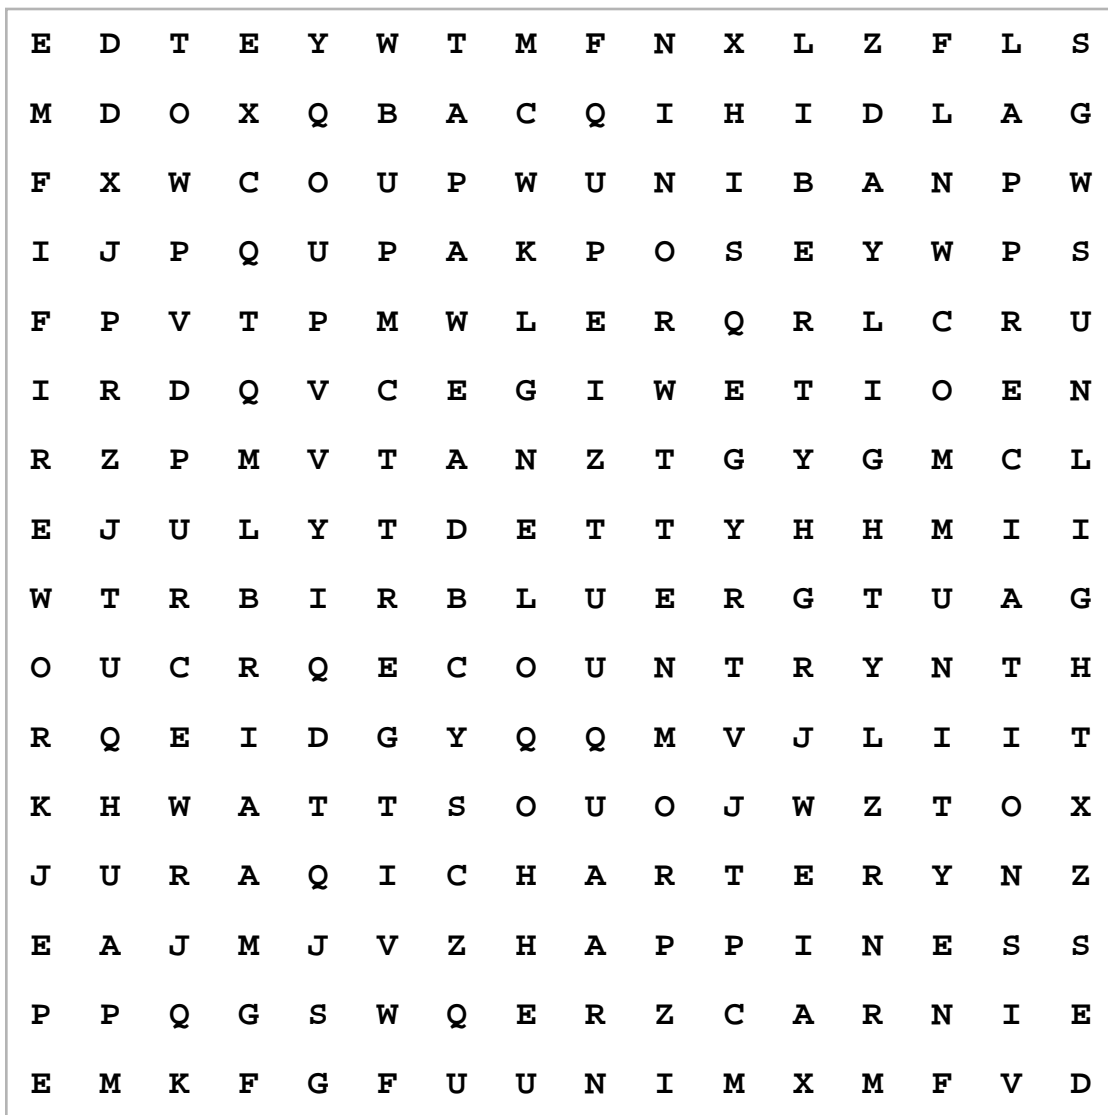 E D T E Y W T M F N X L Z F L S
M D O X Q B A C Q I H I D L A G
F X W C O U P W U N I B A N P W
I J P Q U P A K P O S E Y W P S
F P V T P M W L E R Q R L C R U
I R D Q V C E G I W E T I O E N
R Z P M V T A N Z T G Y G M C L
E J U L Y T D E T T Y H H M I I
W T R B I R B L U E R G T U A G
O U C R Q E C O U N T R Y N T H
R Q E I D G Y Q Q M V J L I I T
K H W A T T S O U O J W Z T O X
J U R A Q I C H A R T E R Y N Z
E A J M J V Z H A P P I N E S S
P P Q G S W Q E R Z C A R N I E
E M K F G F U U N I M X M F V D